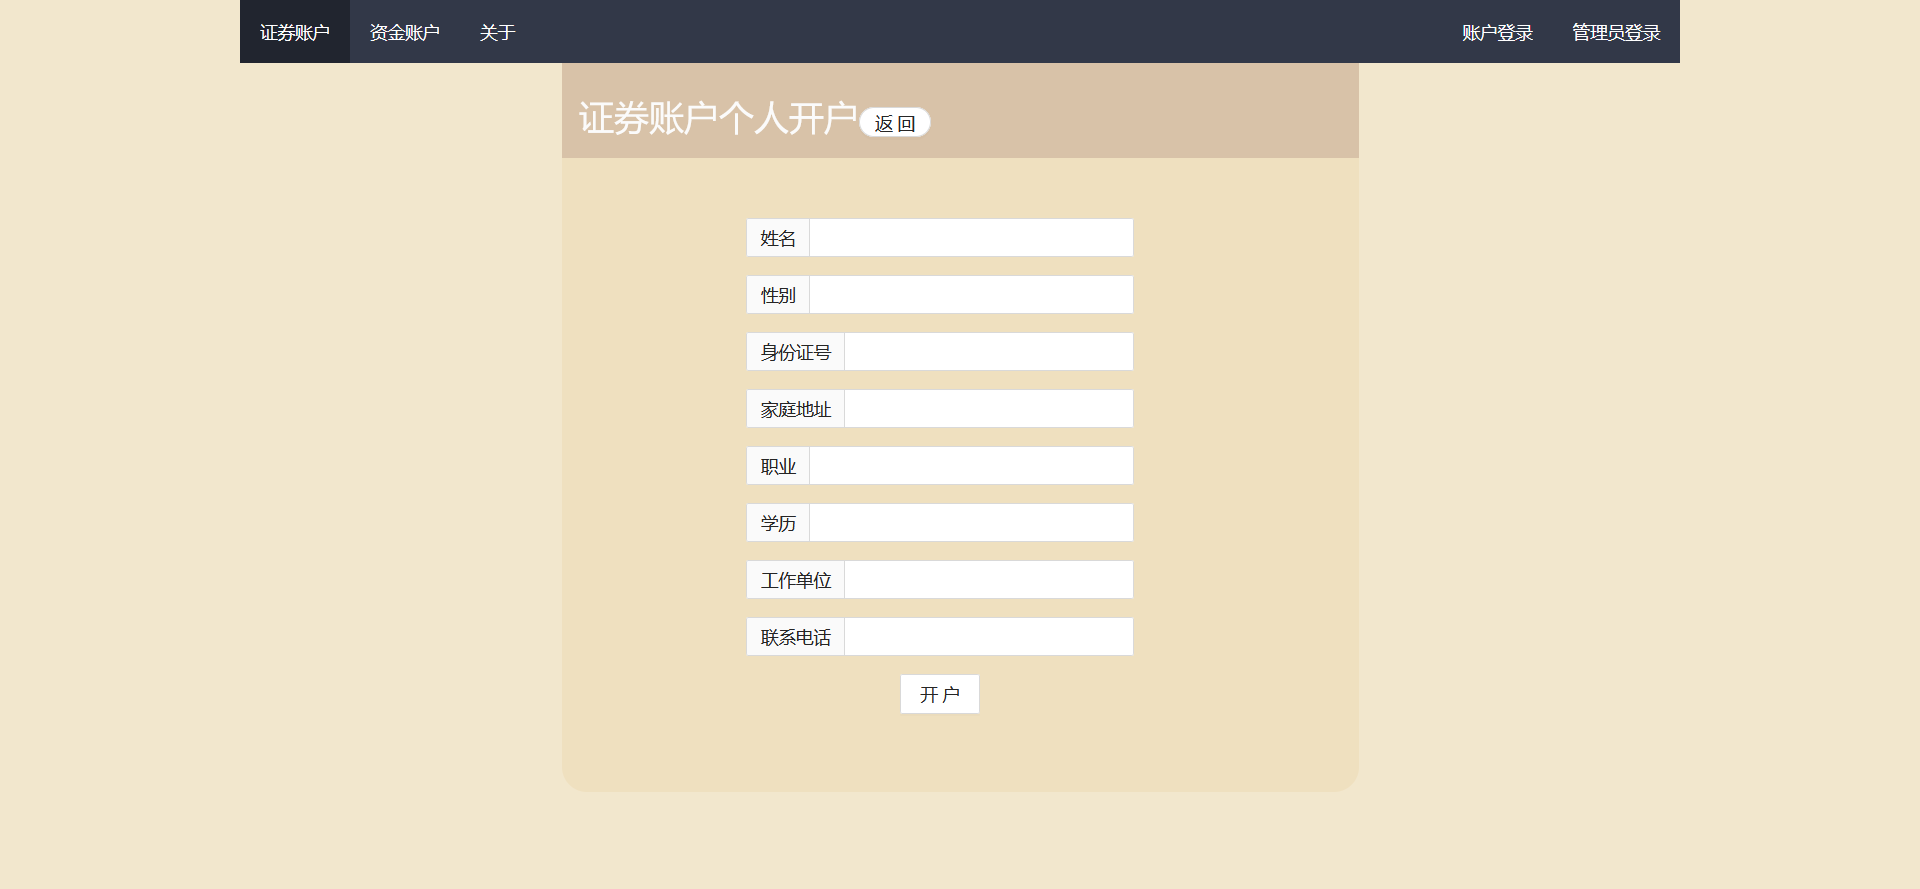 证券账户 资金账户 关于 账户登录 管理员登录
证券账户个人开户 返 回
姓名
性别
身份证号
家庭地址
职业
学历
工作单位
联系电话
开 户